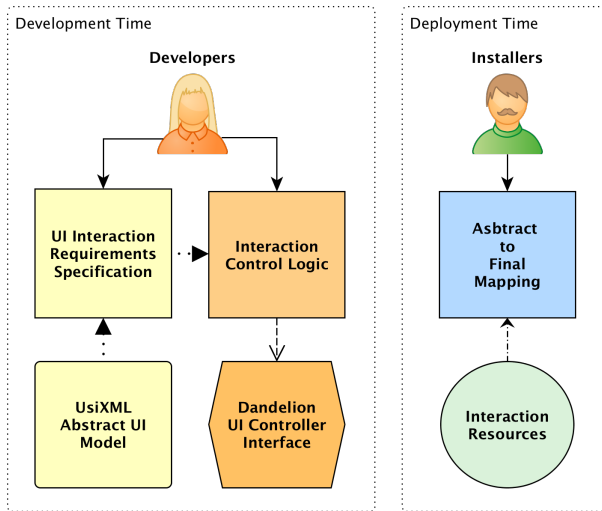 Development Time
Developers
UI Interaction
Requirements
Specification
Interaction
Control Logic
UsiXML
Abstract UI
Model
Dandelion
UI Controller
Interface
Deployment Time
Installers
Asbtract
to
Final
Mapping
Interaction
Resources